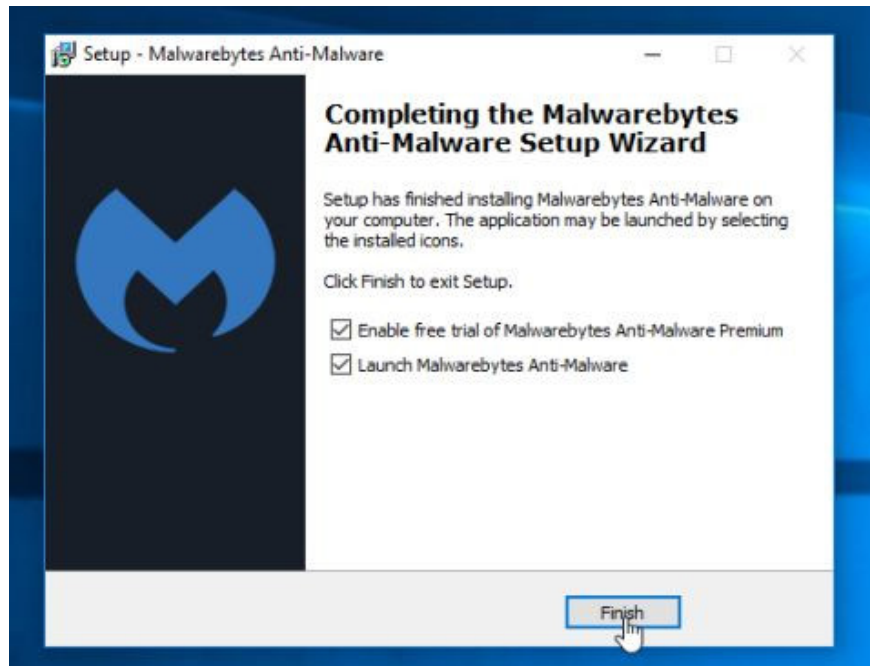 Setup - Malwarebytes Anti-Malware
Completing the Malwarebytes
Anti-Malware Setup Wizard
Setup has finished installing Malwarebytes Anti-Malware on
your computer. The application may be launched by selecting
the installed icons.
Click Finish to exit Setup.
Enable free trial of Malwarebytes Anti-Malware Premium
Launch Malwarebytes Anti-Malware
Finish